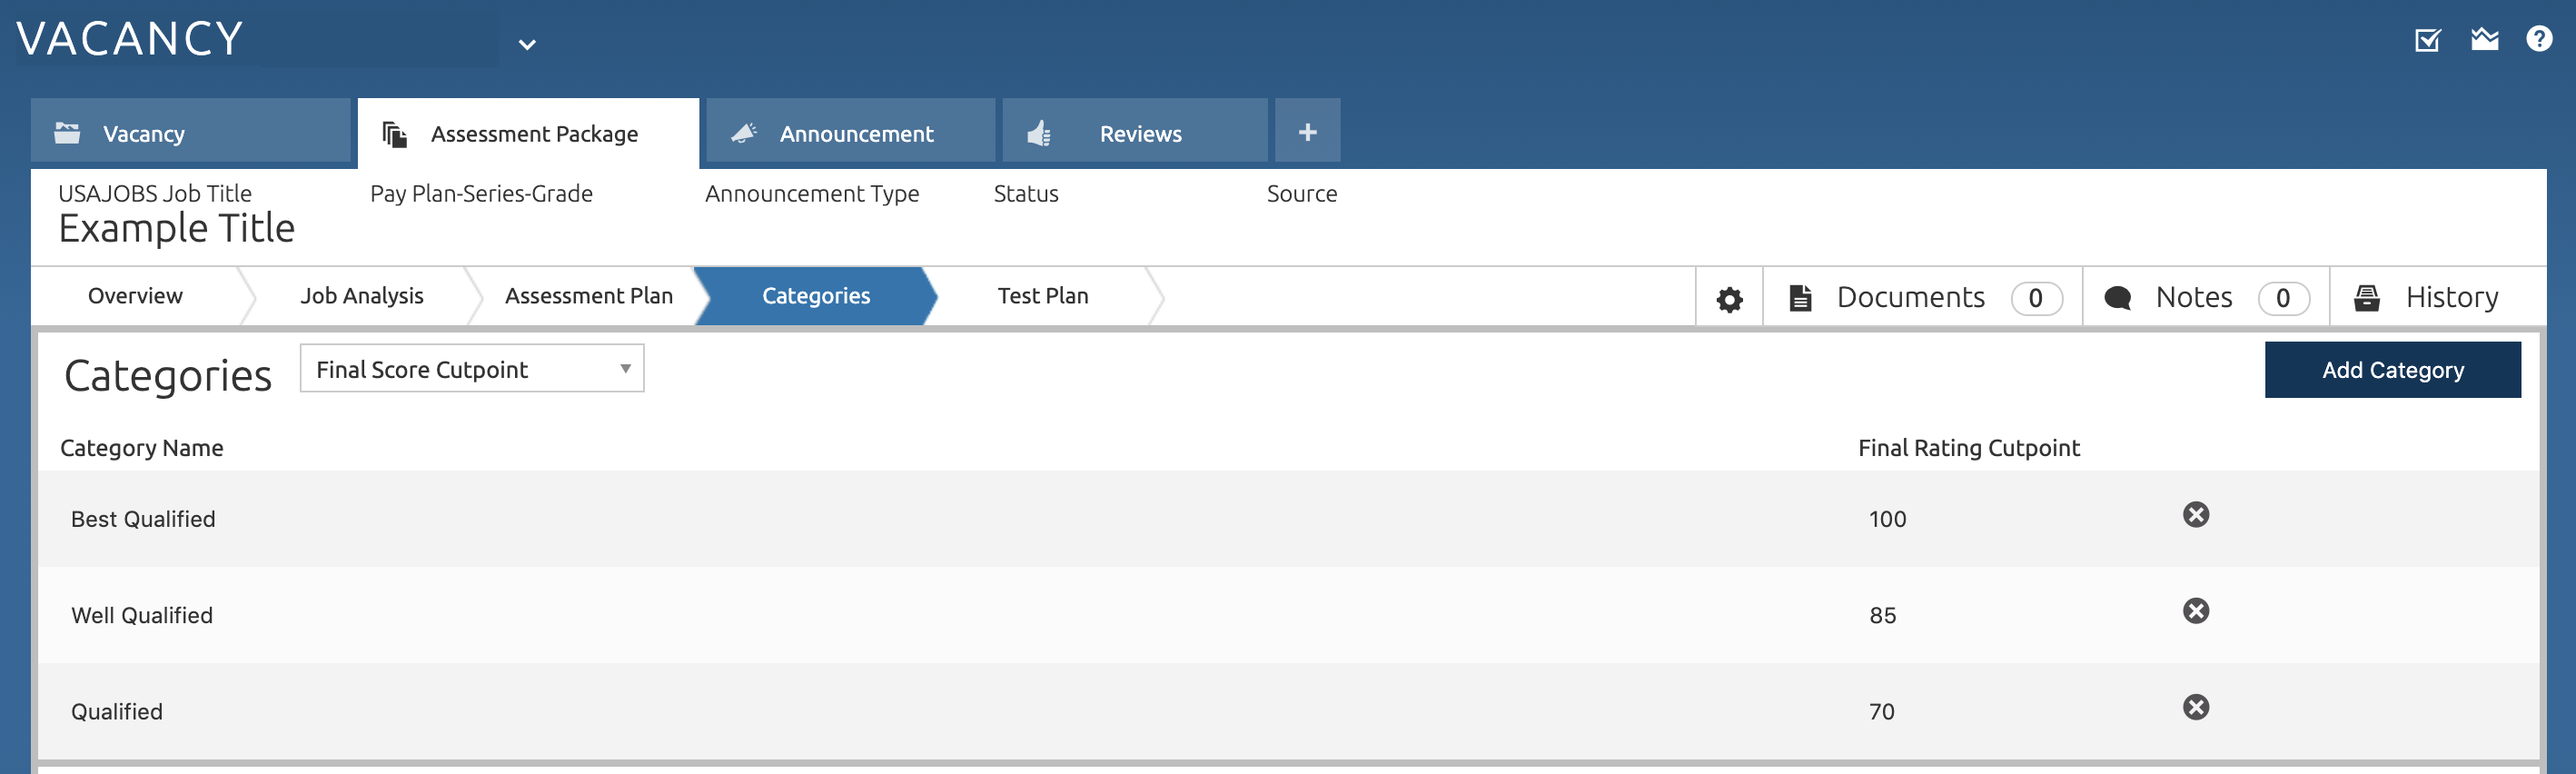 VACANCY
Vacancy Assessment Package Announcement Reviews +
USAJOBS Job Title Pay Plan-Series-Grade Announcement Type Status Source
Example Title
Overview Job Analysis Assessment Plan Categories Test Plan Documents 0 Notes 0 History
Categories Final Score Cutpoint Add Category
Category Name Final Rating Cutpoint
Best Qualified 100
Well Qualified 85
Qualified 70